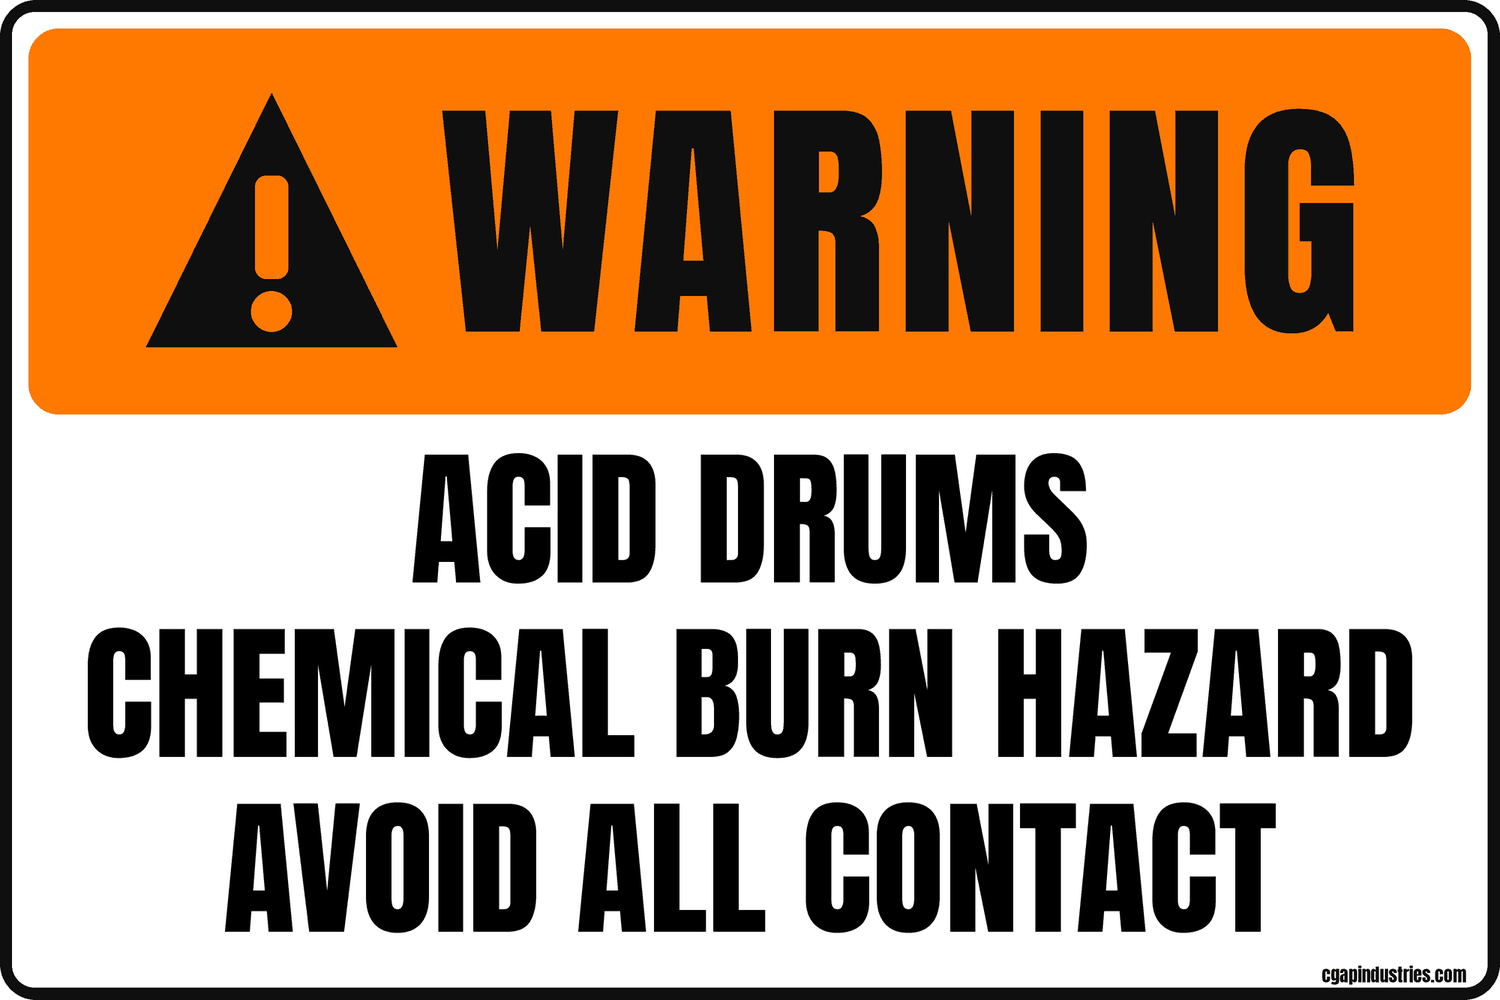 WARNING
ACID DRUMS
CHEMICAL BURN HAZARD
AVOID ALL CONTACT
cgapindustries.com